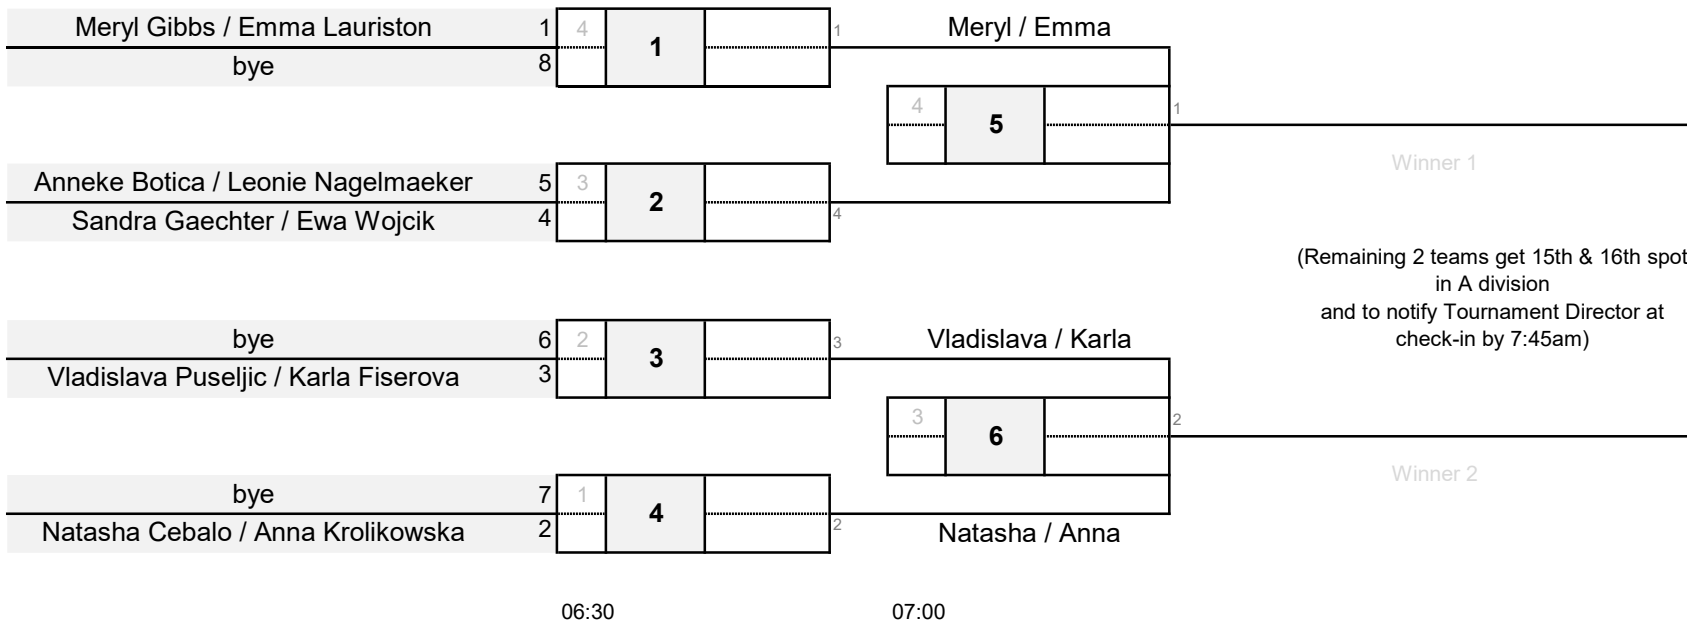 Meryl Gibbs / Emma Lauriston 1 4 1 1 Meryl / Emma
bye 8
4 5 1
Winner 1
Anneke Botica / Leonie Nagelmaeker 5 3 2
Sandra Gaechter / Ewa Wojcik 4 4
(Remaining 2 teams get 15th & 16th spot
in A division
and to notify Tournament Director at
check-in by 7:45am)
bye 6 2 3 3 Vladislava / Karla
Vladislava Puseljic / Karla Fiserova 3
3 6 2
Winner 2
bye 7 1 4
Natasha Cebalo / Anna Krolikowska 2 2 Natasha / Anna
06:30 07:00